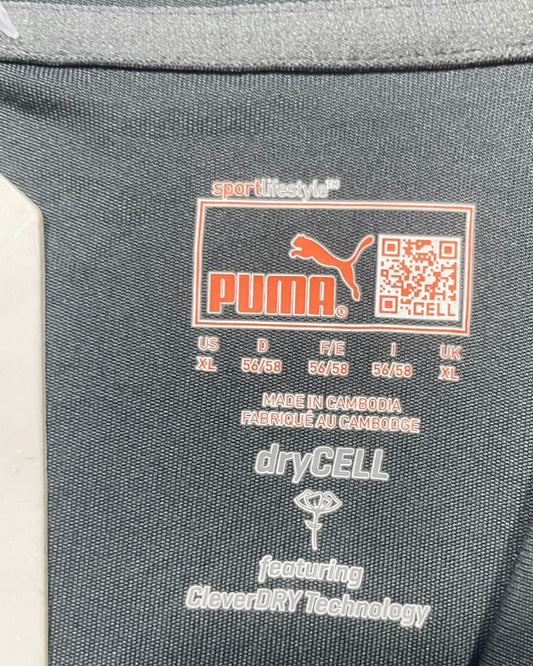 sportlifestyle™
PUMA®
CELL
US D F/E I UK
XL 56/58 56/58 56/58 XL
MADE IN CAMBODIA
FABRIQUÉ AU CAMBODGE
dryCELL
featuring
CleverDRY Technology